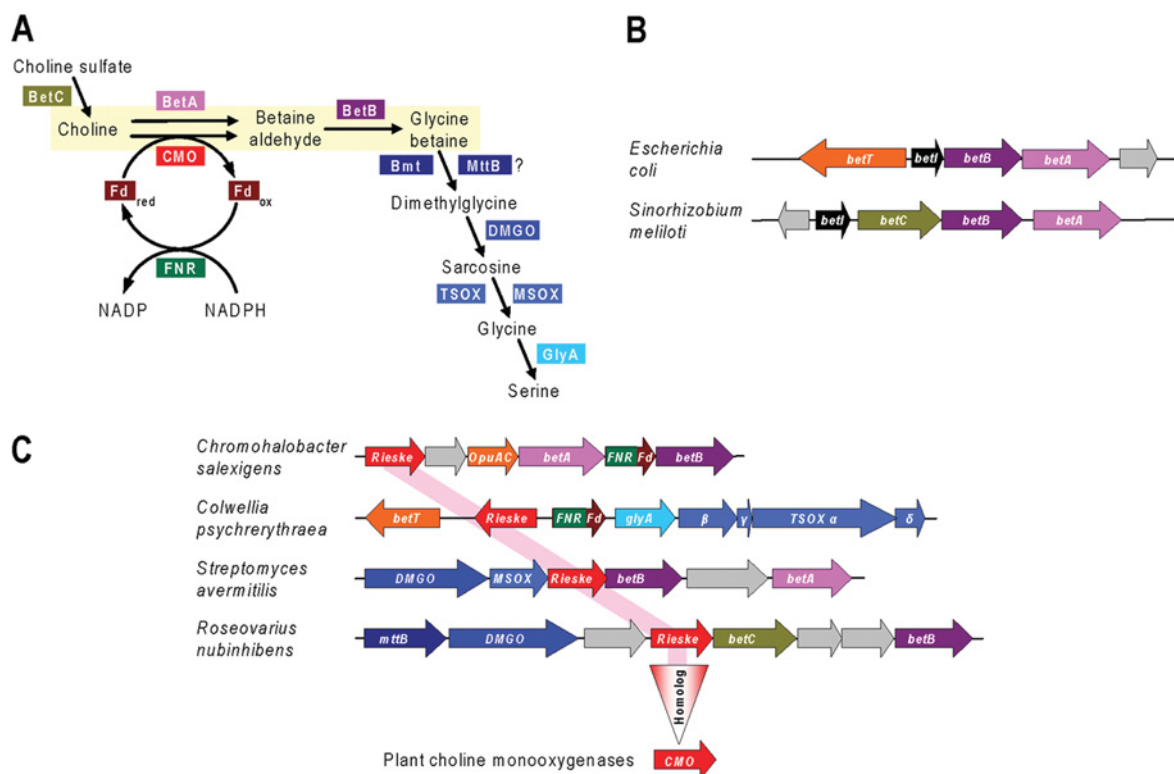 A
Choline sulfate
BetC
BetA
BetB
Choline
Betaine
aldehyde
Glycine
betaine
CMO
Bmt
MttB ?
Fd red
Fd ox
Dimethylglycine
DMGO
FNR
Sarcosine
TSOX
MSOX
NADP
NADPH
Glycine
GlyA
Serine
B
Escherichia
coli
betT
betI
betB
betA
Sinorhizobium
meliloti
betI
betC
betB
betA
C
Chromohalobacter
salexigens
Rieske
OpuAC
betA
FNR
Fd
betB
Colwellia
psychrerythraea
betT
Rieske
FNR
Fd
glyA
β
γ
TSOX α
δ
Streptomyces
avermitilis
DMGO
MSOX
Rieske
betB
betA
Roseovarius
nubinhibens
mttB
DMGO
Rieske
betC
betB
Homolog
Plant choline monooxygenases
CMO